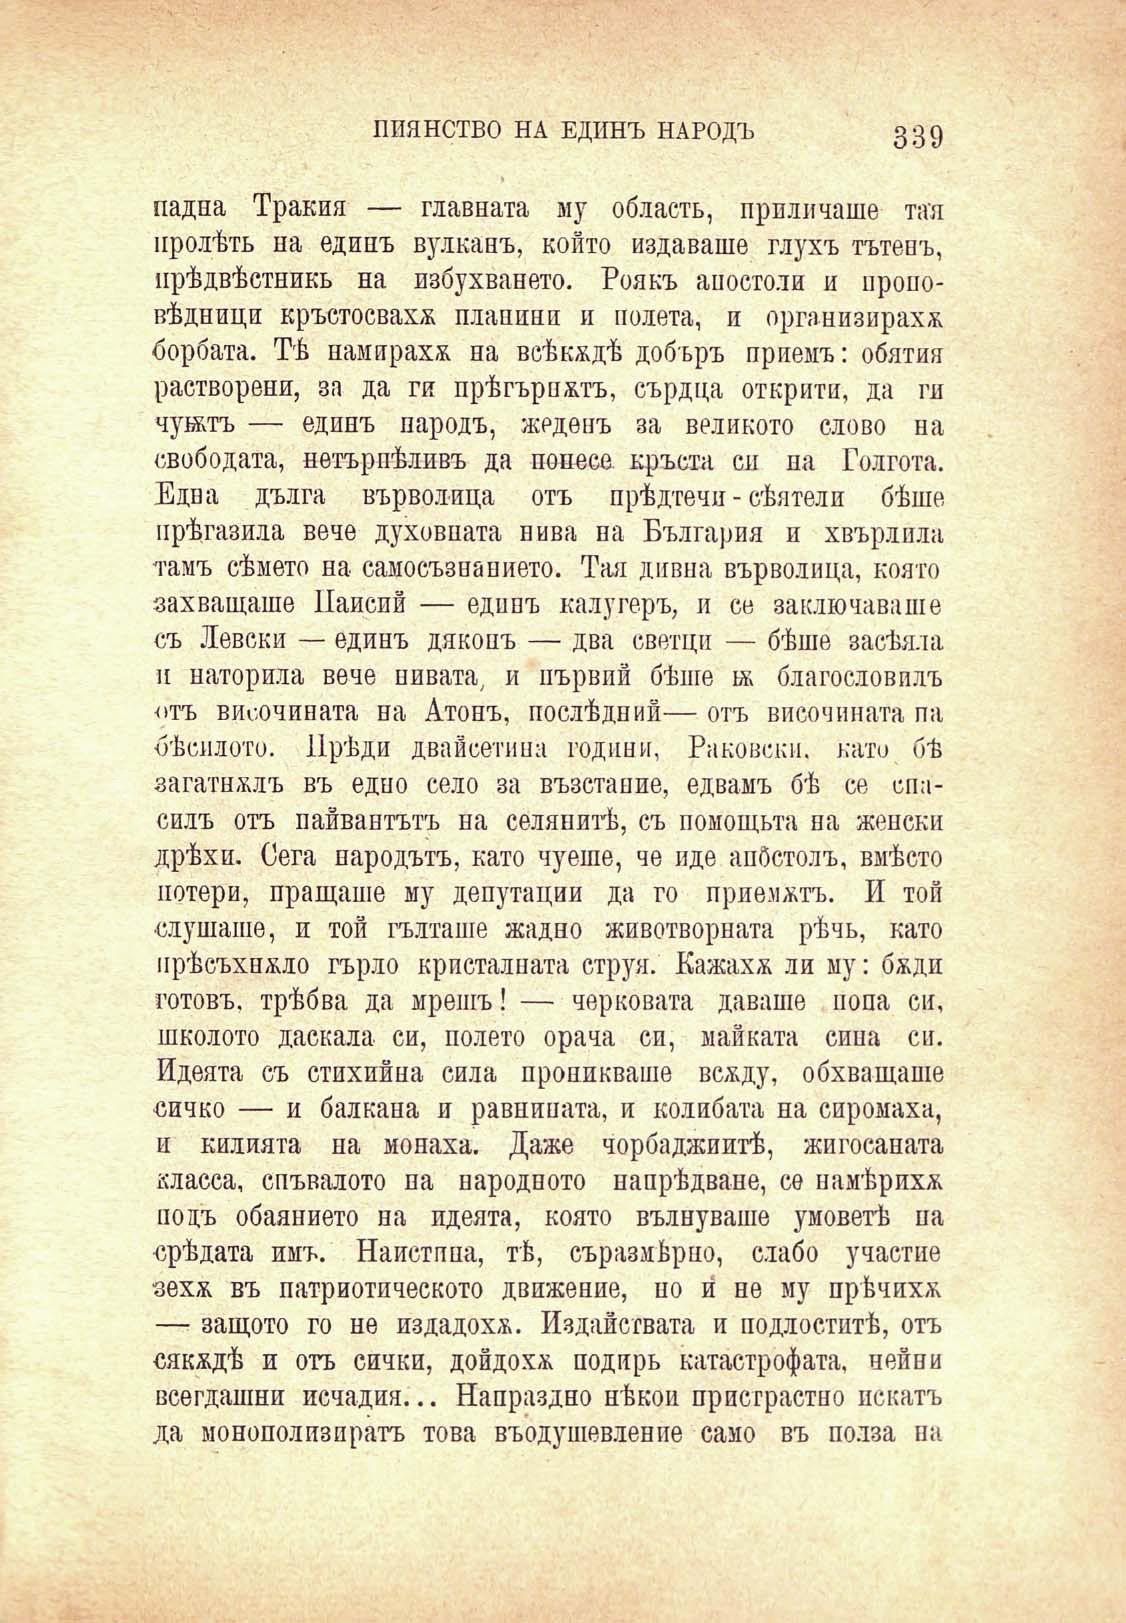 ПИЯНСТВО НА ЕДИНЪ НАРОДЪ 339
падна Тракия — главната му область, приличаше тая
пролѣть на единъ вулканъ, който издаваше глухъ тътенъ,
прѣдвѣстникь на избухването. Роякъ апостоли и пропо-
вѣдници кръстосвахѫ планини и полета, и организирахѫ
борбата. Тѣ намирахѫ на всѣкѫдѣ добъръ приемъ: обятия
растворени, за да ги прѣгърнѫтъ, сърдца открити, да ги
чуѭтъ — единъ народъ, жеденъ за великото слово на
свободата, нетърпѣливъ да понесе кръста си на Голгота.
Една дълга върволица отъ прѣдтечи-сѣятели бѣше
прѣгазила вече духовната нива на България и хвърлила
тамъ сѣмето на самосъзнанието. Тая дивна върволица, която
захващаше Паисий — единъ калугеръ, и се заключаваше
съ Левски — единъ дяконъ — два светци — бѣше засѣяла
и наторила вече нивата, и първий бѣше ѭ благословилъ
отъ височината на Атонъ, послѣдний — отъ височината на
бѣсилото. Прѣди двайсетина години, Раковски, като бѣ
загатнѫлъ въ едно село за възстание, едвамъ бѣ се спа-
силъ отъ пайвантътъ на селянитѣ, съ помощьта на женски
дрѣхи. Сега народътъ, като чуеше, че иде апостолъ, вмѣсто
потери, пращаше му депутации да го приемѫтъ. И той
слушаше, и той гълташе жадно животворната рѣчь, като
прѣсъхнѫло гърло кристалната струя. Кажахѫ ли му: бѫди
готовъ, трѣбва да мрешъ! — черковата даваше попа си,
школото даскала си, полето орача си, майката сина си.
Идеята съ стихийна сила проникваше всѫду, обхващаше
сичко — и балкана и равнината, и колибата на сиромаха,
и килията на монаха. Даже чорбаджиитѣ, жигосаната
класса, спъвалото на народното напрѣдване, се намѣрихѫ
подъ обаянието на идеята, която вълнуваше умоветѣ на
срѣдата имъ. Наистина, тѣ, съразмѣрно, слабо участие
зехѫ въ патриотическото движение, но и не му прѣчихѫ
— защото го не издадохѫ. Издайствата и подлоститѣ, отъ
сякѫдѣ и отъ сички, дойдохѫ подирь катастрофата, нейни
всегдашни исчадия... Напраздно нѣкои пристрастно искатъ
да монополизиратъ това въодушевление само въ полза на